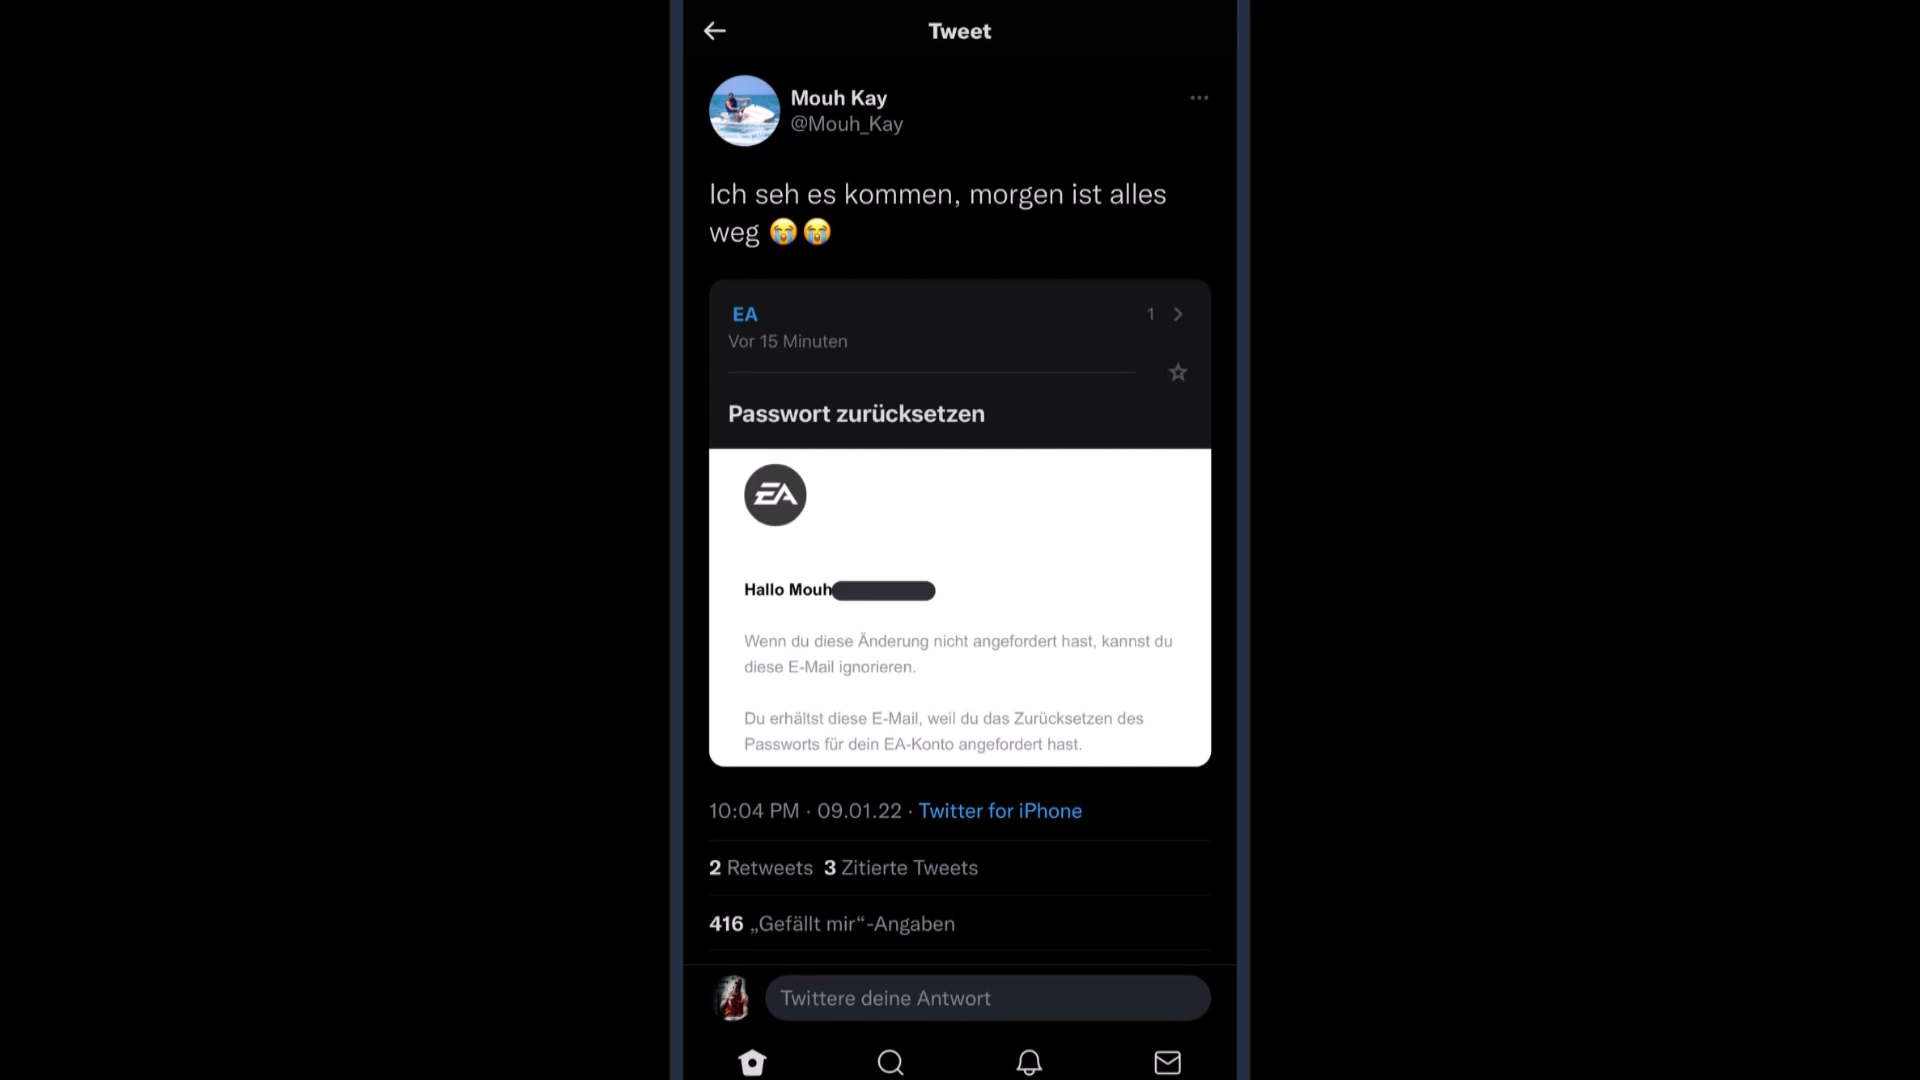 Tweet
Mouh Kay
@Mouh_Kay
Ich seh es kommen, morgen ist alles
weg 😭😭
EA
1
Vor 15 Minuten
Passwort zurücksetzen
EA
Hallo Mouh
Wenn du diese Änderung nicht angefordert hast, kannst du
diese E-Mail ignorieren.
Du erhältst diese E-Mail, weil du das Zurücksetzen des
Passworts für dein EA-Konto angefordert hast.
10:04 PM · 09.01.22 · Twitter for iPhone
2 Retweets 3 Zitierte Tweets
416 „Gefällt mir“-Angaben
Twittere deine Antwort